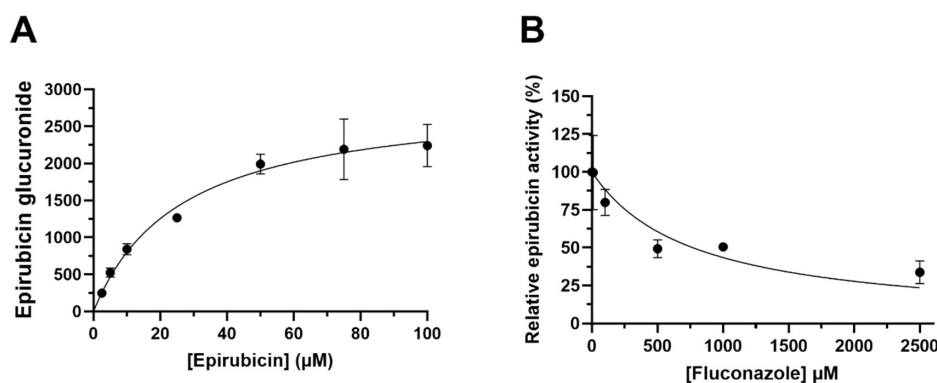 A
Epirubicin glucuronide
3000
2500
2000
1500
1000
500
0
0 20 40 60 80 100
[Epirubicin] (μM)
B
Relative epirubicin activity (%)
150
125
100
75
50
25
0
0 500 1000 1500 2000 2500
[Fluconazole] μM